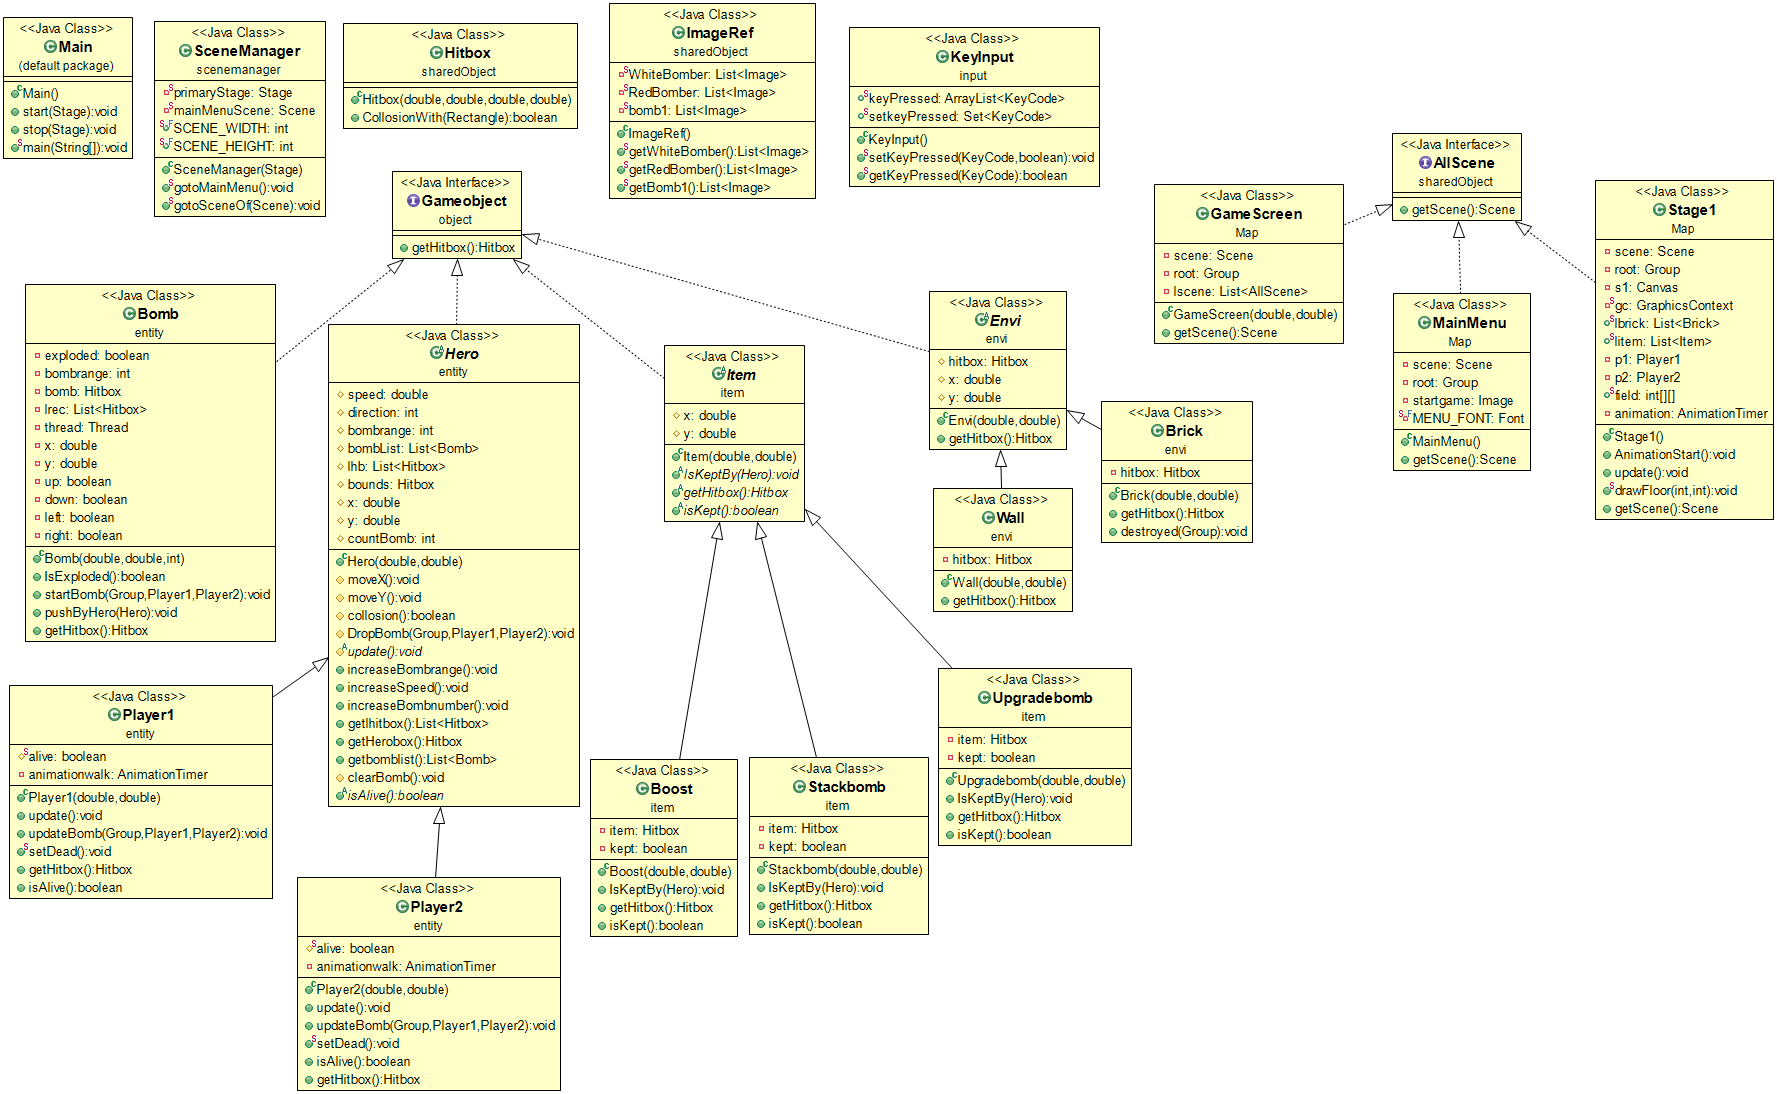 <<Java Class>>
Main
(default package)
Main()
start(Stage):void
stop(Stage):void
main(String[]):void
<<Java Class>>
SceneManager
scenemanager
primaryStage: Stage
mainMenuScene: Scene
SCENE_WIDTH: int
SCENE_HEIGHT: int
SceneManager(Stage)
gotoMainMenu():void
gotoSceneOf(Scene):void
<<Java Class>>
Hitbox
sharedObject
Hitbox(double,double,double,double)
CollosionWith(Rectangle):boolean
<<Java Class>>
ImageRef
sharedObject
WhiteBomber: List<Image>
RedBomber: List<Image>
bomb1: List<Image>
ImageRef()
getWhiteBomber():List<Image>
getRedBomber():List<Image>
getBomb1():List<Image>
<<Java Class>>
KeyInput
input
keyPressed: ArrayList<KeyCode>
setkeyPressed: Set<KeyCode>
KeyInput()
setKeyPressed(KeyCode,boolean):void
getKeyPressed(KeyCode):boolean
<<Java Interface>>
Gameobject
object
getHitbox():Hitbox
<<Java Interface>>
AllScene
sharedObject
getScene():Scene
<<Java Class>>
GameScreen
Map
scene: Scene
root: Group
lscene: List<AllScene>
GameScreen(double,double)
getScene():Scene
<<Java Class>>
Stage1
Map
scene: Scene
root: Group
s1: Canvas
gc: GraphicsContext
lbrick: List<Brick>
litem: List<Item>
p1: Player1
p2: Player2
field: int[][]
animation: AnimationTimer
Stage1()
AnimationStart():void
update():void
drawFloor(int,int):void
getScene():Scene
<<Java Class>>
MainMenu
Map
scene: Scene
root: Group
startgame: Image
MENU_FONT: Font
MainMenu()
getScene():Scene
<<Java Class>>
Bomb
entity
exploded: boolean
bombrange: int
bomb: Hitbox
lrec: List<Hitbox>
thread: Thread
x: double
y: double
up: boolean
down: boolean
left: boolean
right: boolean
Bomb(double,double,int)
IsExploded():boolean
startBomb(Group,Player1,Player2):void
pushByHero(Hero):void
getHitbox():Hitbox
<<Java Class>>
Hero
entity
speed: double
direction: int
bombrange: int
bombList: List<Bomb>
lhb: List<Hitbox>
bounds: Hitbox
x: double
y: double
countBomb: int
Hero(double,double)
moveX():void
moveY():void
collosion():boolean
DropBomb(Group,Player1,Player2):void
update():void
increaseBombrange():void
increaseSpeed():void
increaseBombnumber():void
getlhitbox():List<Hitbox>
getHerobox():Hitbox
getbomblist():List<Bomb>
clearBomb():void
isAlive():boolean
<<Java Class>>
Item
item
x: double
y: double
Item(double,double)
IsKeptBy(Hero):void
getHitbox():Hitbox
isKept():boolean
<<Java Class>>
Envi
envi
hitbox: Hitbox
x: double
y: double
Envi(double,double)
getHitbox():Hitbox
<<Java Class>>
Brick
envi
hitbox: Hitbox
Brick(double,double)
getHitbox():Hitbox
destroyed(Group):void
<<Java Class>>
Wall
envi
hitbox: Hitbox
Wall(double,double)
getHitbox():Hitbox
<<Java Class>>
Player1
entity
alive: boolean
animationwalk: AnimationTimer
Player1(double,double)
update():void
updateBomb(Group,Player1,Player2):void
setDead():void
getHitbox():Hitbox
isAlive():boolean
<<Java Class>>
Player2
entity
alive: boolean
animationwalk: AnimationTimer
Player2(double,double)
update():void
updateBomb(Group,Player1,Player2):void
setDead():void
isAlive():boolean
getHitbox():Hitbox
<<Java Class>>
Boost
item
item: Hitbox
kept: boolean
Boost(double,double)
IsKeptBy(Hero):void
getHitbox():Hitbox
isKept():boolean
<<Java Class>>
Stackbomb
item
item: Hitbox
kept: boolean
Stackbomb(double,double)
IsKeptBy(Hero):void
getHitbox():Hitbox
isKept():boolean
<<Java Class>>
Upgradebomb
item
item: Hitbox
kept: boolean
Upgradebomb(double,double)
IsKeptBy(Hero):void
getHitbox():Hitbox
isKept():boolean